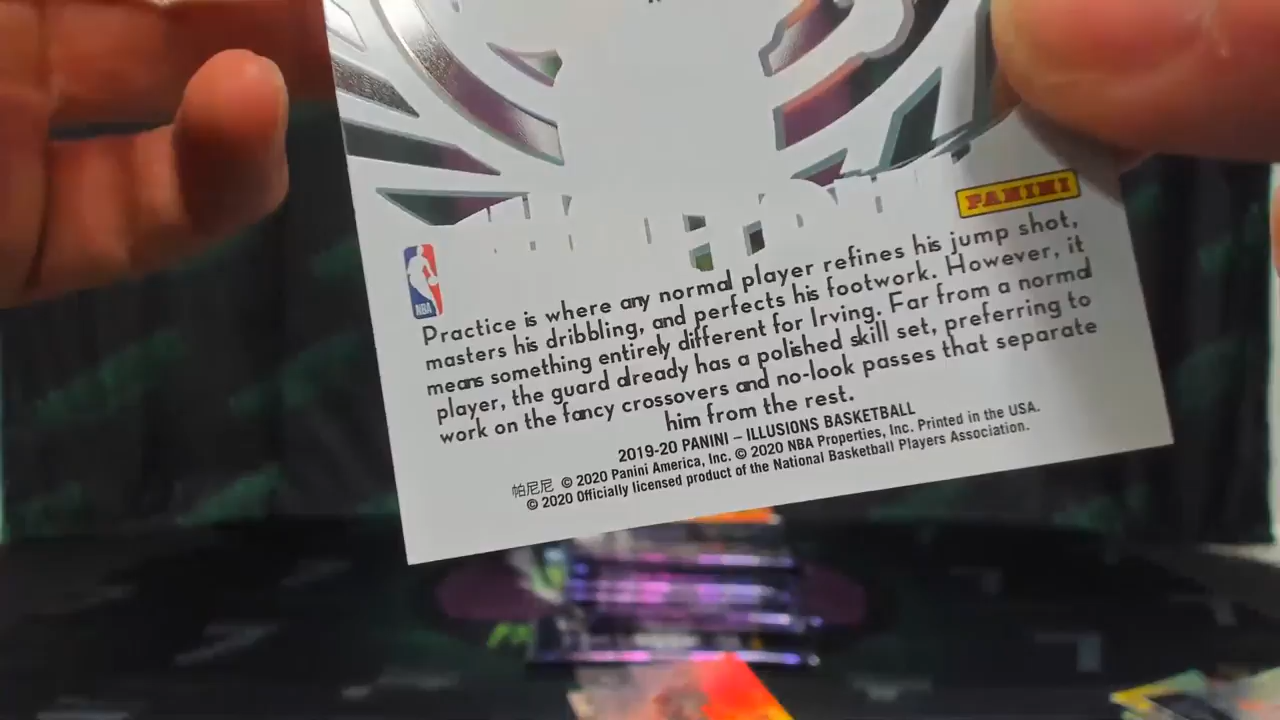 PANINI
NBA
Practice is where any normal player refines his jump shot,
masters his dribbling, and perfects his footwork. However, it
means something entirely different for Irving. Far from a normal
player, the guard already has a polished skill set, preferring to
work on the fancy crossovers and no-look passes that separate
him from the rest.
2019-20 PANINI – ILLUSIONS BASKETBALL
帕尼尼 © 2020 Panini America, Inc. © 2020 NBA Properties, Inc. Printed in the USA.
© 2020 Officially licensed product of the National Basketball Players Association.